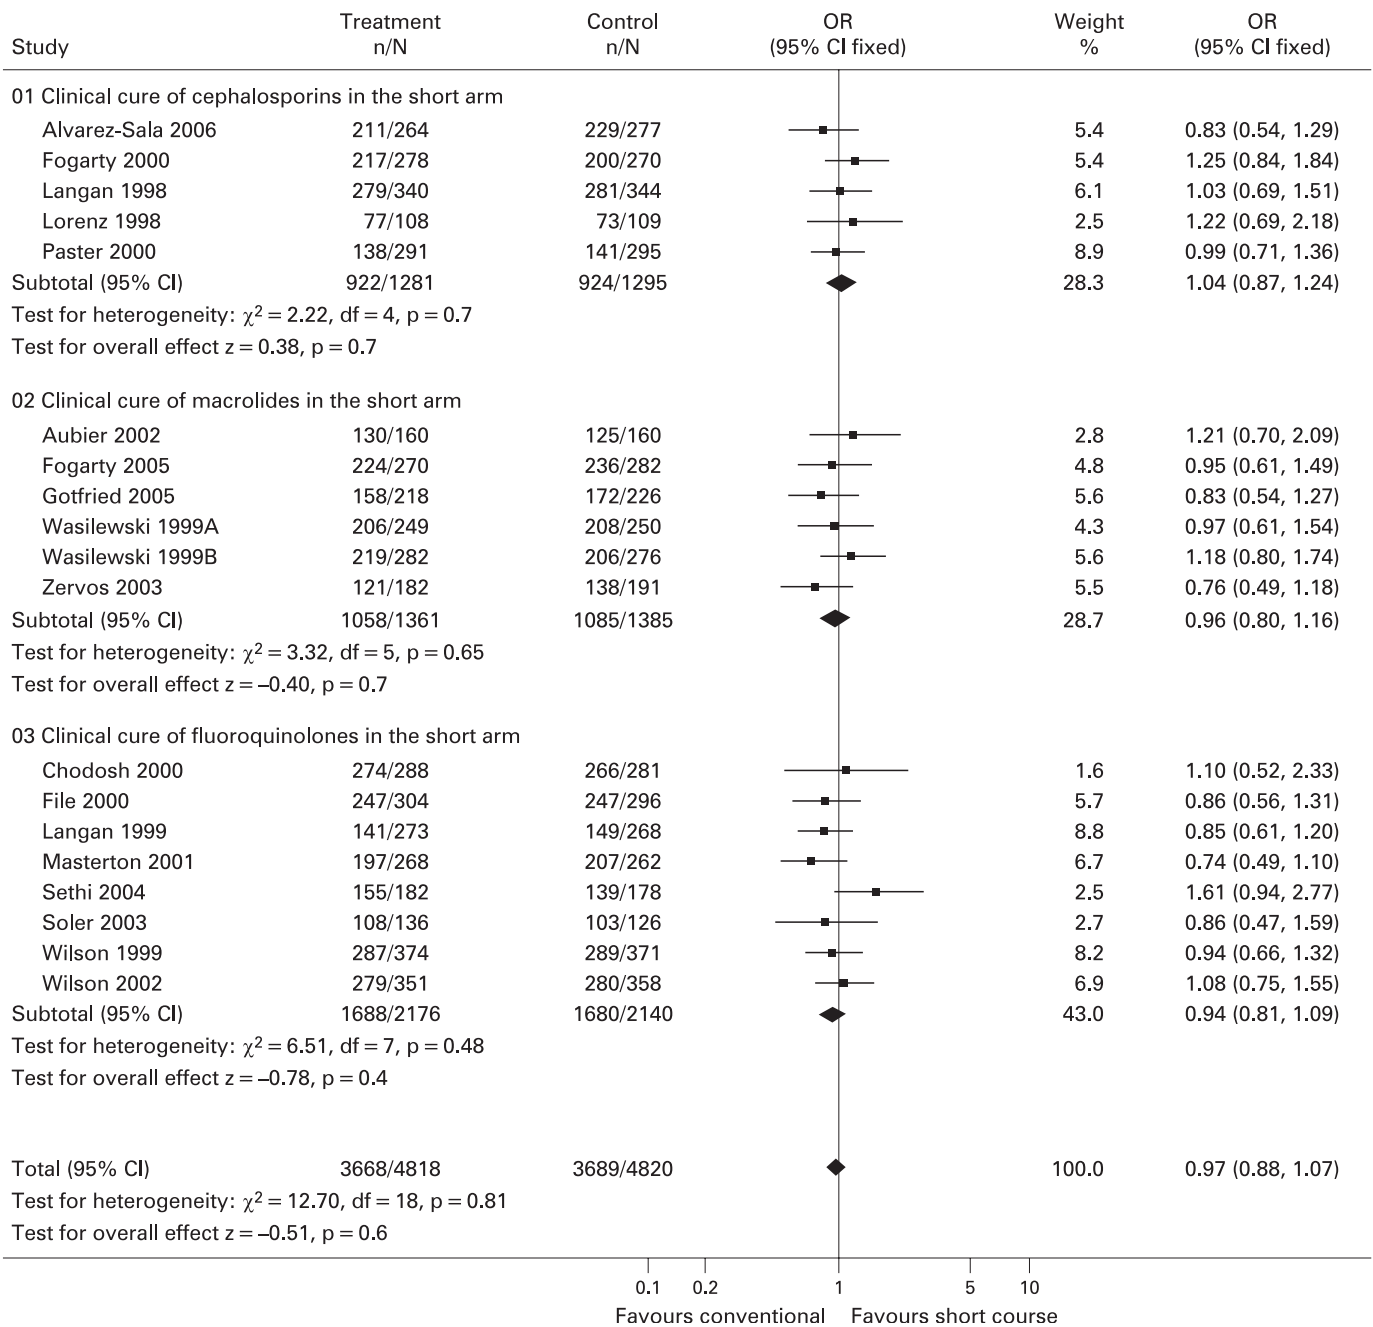 Treatment Control OR Weight OR
Study n/N n/N (95% CI fixed) % (95% CI fixed)
01 Clinical cure of cephalosporins in the short arm
Alvarez-Sala 2006 211/264 229/277 5.4 0.83 (0.54, 1.29)
Fogarty 2000 217/278 200/270 5.4 1.25 (0.84, 1.84)
Langan 1998 279/340 281/344 6.1 1.03 (0.69, 1.51)
Lorenz 1998 77/108 73/109 2.5 1.22 (0.69, 2.18)
Paster 2000 138/291 141/295 8.9 0.99 (0.71, 1.36)
Subtotal (95% CI) 922/1281 924/1295 28.3 1.04 (0.87, 1.24)
Test for heterogeneity: χ² = 2.22, df = 4, p = 0.7
Test for overall effect z = 0.38, p = 0.7
02 Clinical cure of macrolides in the short arm
Aubier 2002 130/160 125/160 2.8 1.21 (0.70, 2.09)
Fogarty 2005 224/270 236/282 4.8 0.95 (0.61, 1.49)
Gotfried 2005 158/218 172/226 5.6 0.83 (0.54, 1.27)
Wasilewski 1999A 206/249 208/250 4.3 0.97 (0.61, 1.54)
Wasilewski 1999B 219/282 206/276 5.6 1.18 (0.80, 1.74)
Zervos 2003 121/182 138/191 5.5 0.76 (0.49, 1.18)
Subtotal (95% CI) 1058/1361 1085/1385 28.7 0.96 (0.80, 1.16)
Test for heterogeneity: χ² = 3.32, df = 5, p = 0.65
Test for overall effect z = –0.40, p = 0.7
03 Clinical cure of fluoroquinolones in the short arm
Chodosh 2000 274/288 266/281 1.6 1.10 (0.52, 2.33)
File 2000 247/304 247/296 5.7 0.86 (0.56, 1.31)
Langan 1999 141/273 149/268 8.8 0.85 (0.61, 1.20)
Masterton 2001 197/268 207/262 6.7 0.74 (0.49, 1.10)
Sethi 2004 155/182 139/178 2.5 1.61 (0.94, 2.77)
Soler 2003 108/136 103/126 2.7 0.86 (0.47, 1.59)
Wilson 1999 287/374 289/371 8.2 0.94 (0.66, 1.32)
Wilson 2002 279/351 280/358 6.9 1.08 (0.75, 1.55)
Subtotal (95% CI) 1688/2176 1680/2140 43.0 0.94 (0.81, 1.09)
Test for heterogeneity: χ² = 6.51, df = 7, p = 0.48
Test for overall effect z = –0.78, p = 0.4
Total (95% CI) 3668/4818 3689/4820 100.0 0.97 (0.88, 1.07)
Test for heterogeneity: χ² = 12.70, df = 18, p = 0.81
Test for overall effect z = –0.51, p = 0.6
0.1 0.2 1 5 10
Favours conventional Favours short course